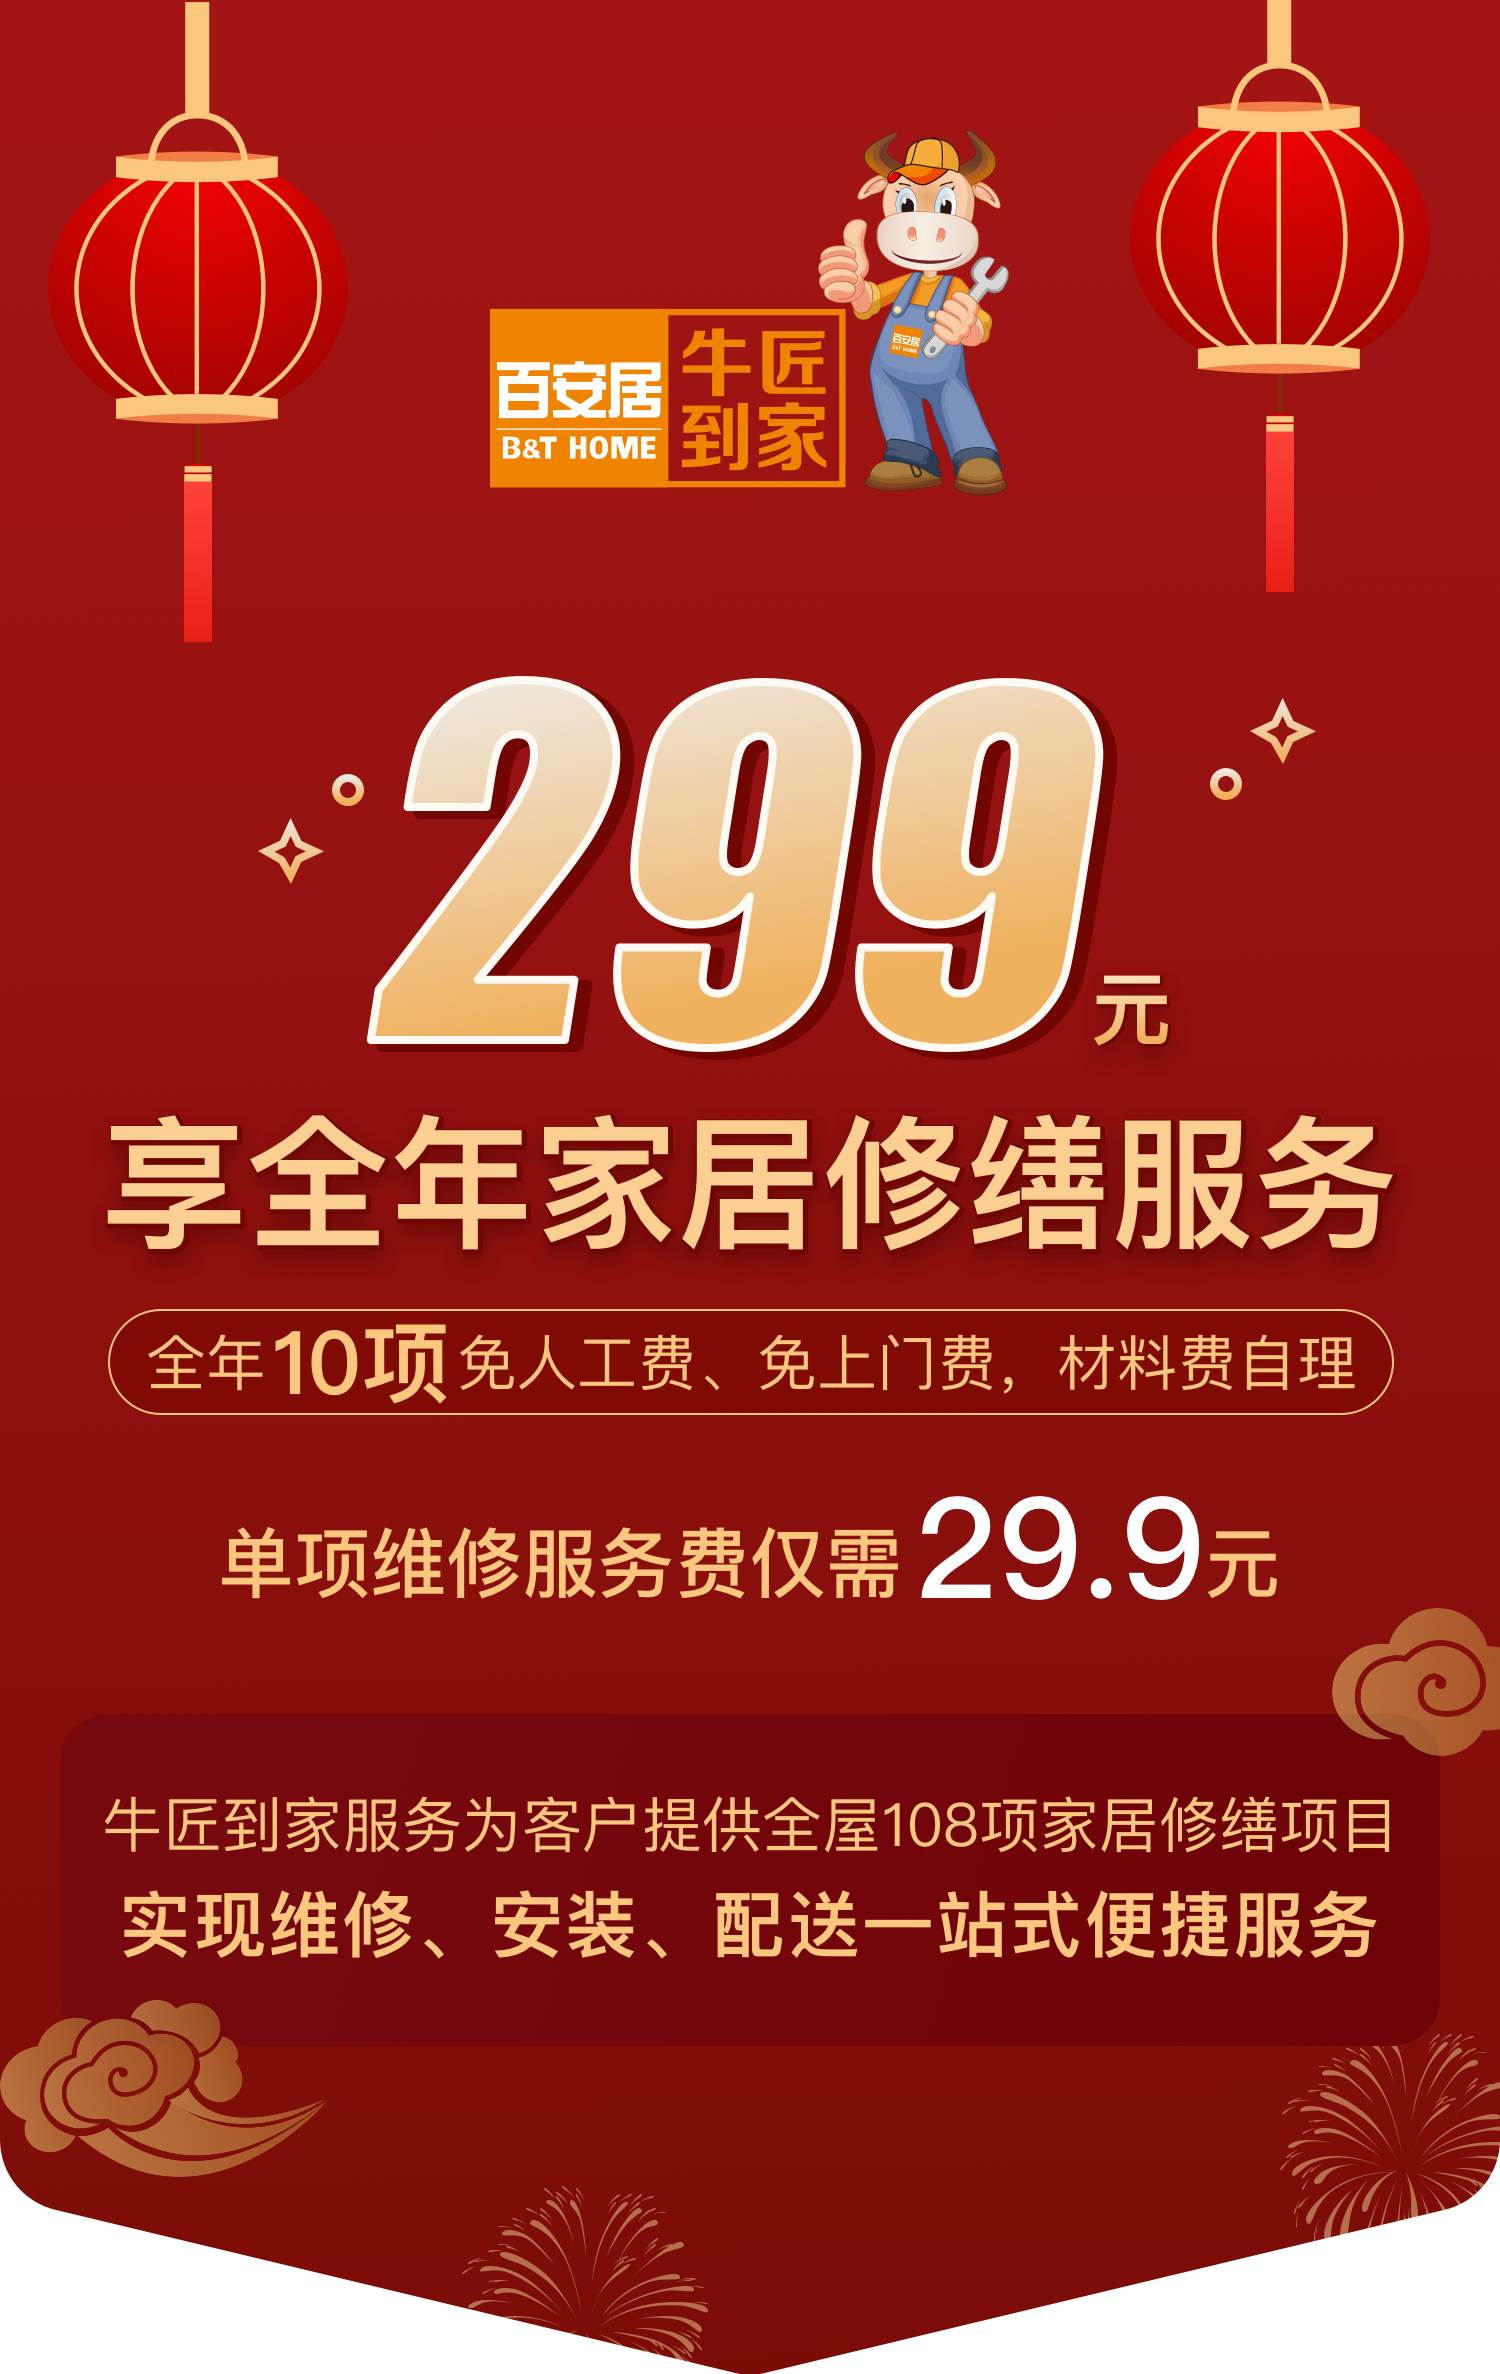 百安居
B&T HOME
牛匠
到家
百安居
B&T HOME
299元
享全年家居修缮服务
全年10项免人工费、免上门费，材料费自理
单项维修服务费仅需29.9元
牛匠到家服务为客户提供全屋108项家居修缮项目
实现维修、安装、配送一站式便捷服务